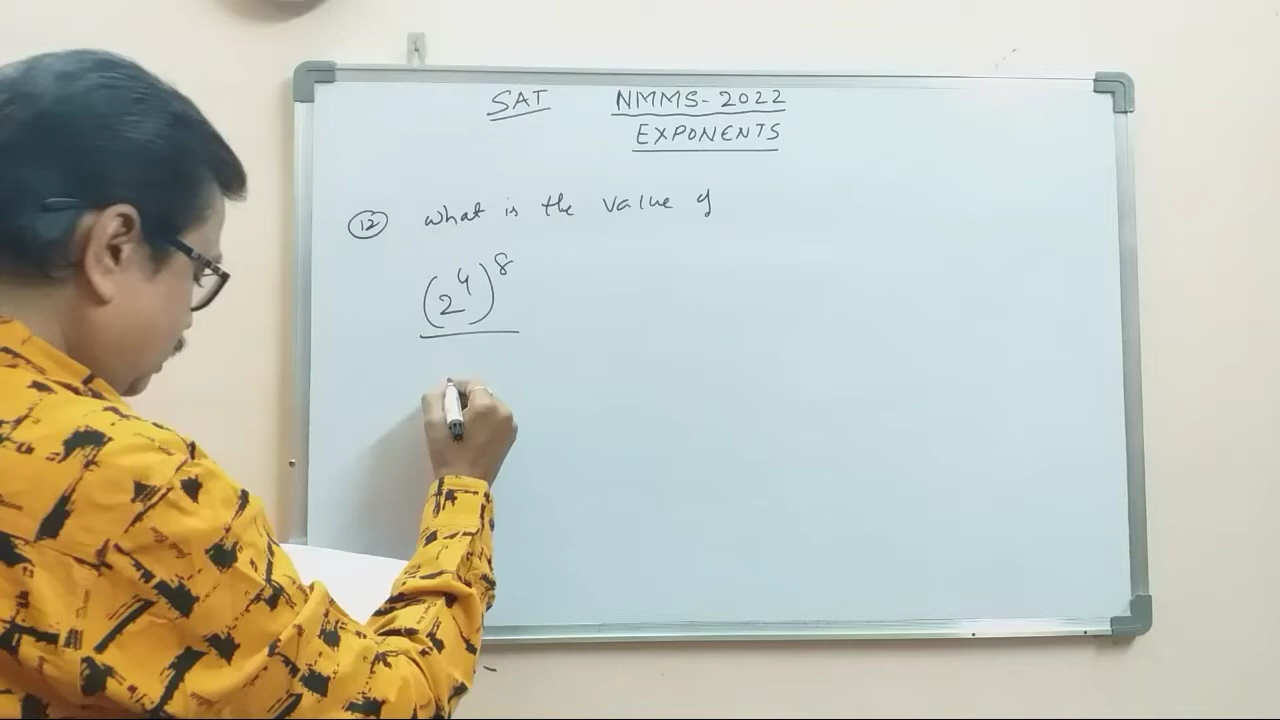 SAT NMMS-2022
EXPONENTS
12 what is the value of
(2^4)^8